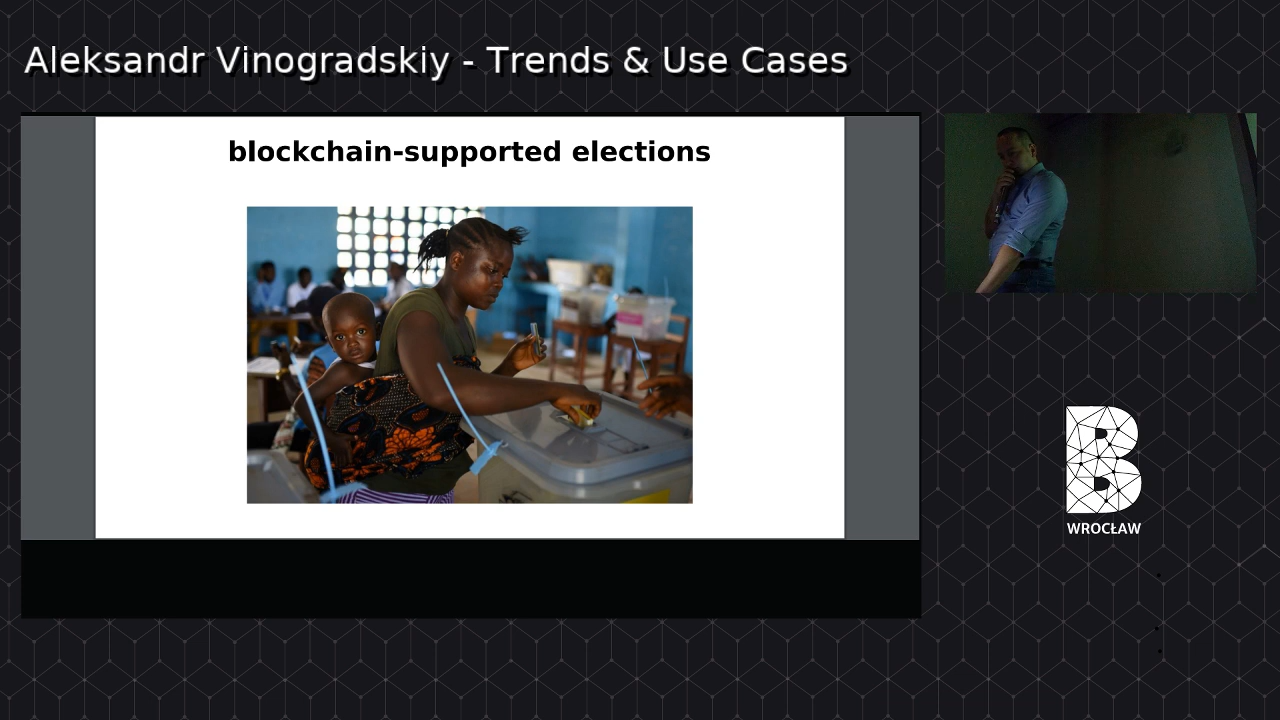 Aleksandr Vinogradskiy - Trends & Use Cases
blockchain-supported elections
B
WROCŁAW